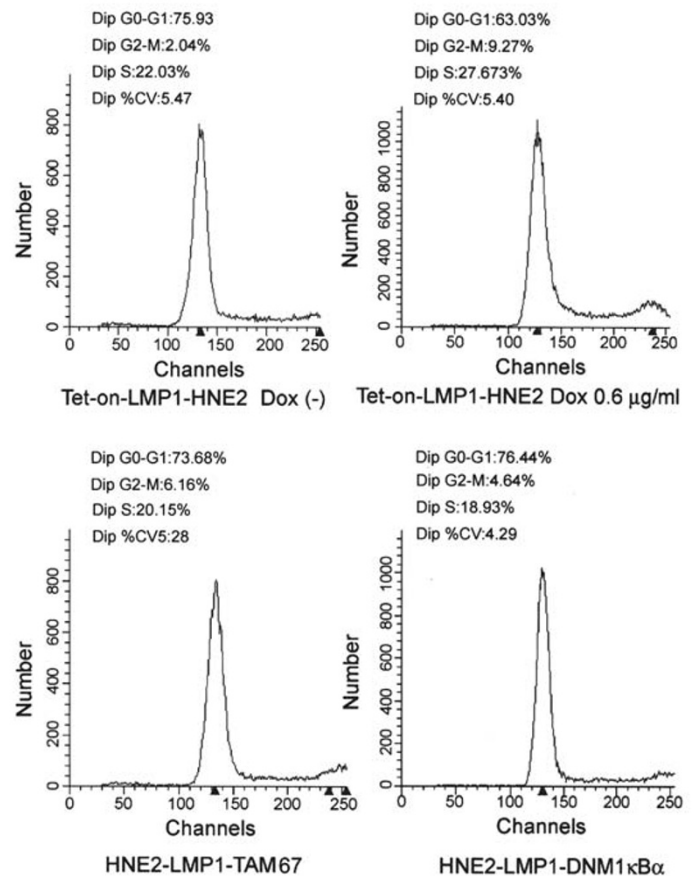 Dip G0-G1:75.93
Dip G2-M:2.04%
Dip S:22.03%
Dip %CV:5.47
Number
0
200
400
600
800
0 50 100 150 200 250
Channels
Tet-on-LMP1-HNE2 Dox (-)
Dip G0-G1:63.03%
Dip G2-M:9.27%
Dip S:27.673%
Dip %CV:5.40
Number
0
200
400
600
800
1000
0 50 100 150 200 250
Channels
Tet-on-LMP1-HNE2 Dox 0.6 μg/ml
Dip G0-G1:73.68%
Dip G2-M:6.16%
Dip S:20.15%
Dip %CV5:28
Number
0
200
400
600
800
0 50 100 150 200 250
Channels
HNE2-LMP1-TAM67
Dip G0-G1:76.44%
Dip G2-M:4.64%
Dip S:18.93%
Dip %CV:4.29
Number
0
200
400
600
800
1000
0 50 100 150 200 250
Channels
HNE2-LMP1-DNM1κBα